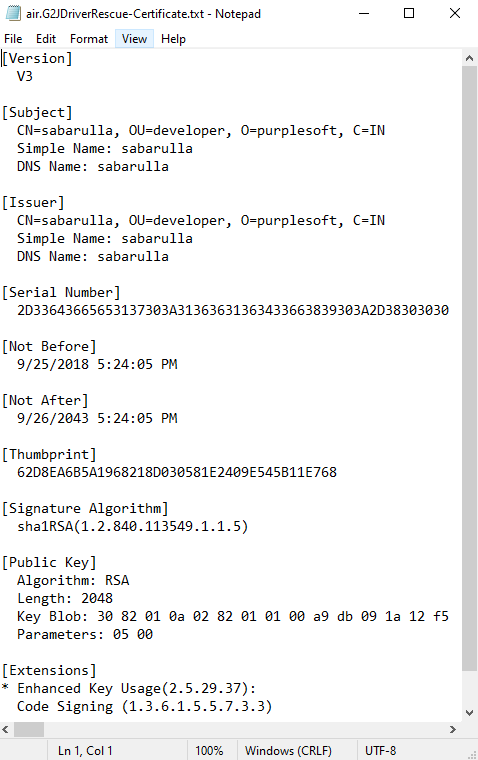 air.G2JDriverRescue-Certificate.txt - Notepad
File Edit Format View Help
[Version]
V3
[Subject]
CN=sabarulla, OU=developer, O=purplesoft, C=IN
Simple Name: sabarulla
DNS Name: sabarulla
[Issuer]
CN=sabarulla, OU=developer, O=purplesoft, C=IN
Simple Name: sabarulla
DNS Name: sabarulla
[Serial Number]
2D33643665653137303A31363631363433663839303A2D38303030
[Not Before]
9/25/2018 5:24:05 PM
[Not After]
9/26/2043 5:24:05 PM
[Thumbprint]
62D8EA6B5A1968218D030581E2409E545B11E768
[Signature Algorithm]
sha1RSA(1.2.840.113549.1.1.5)
[Public Key]
Algorithm: RSA
Length: 2048
Key Blob: 30 82 01 0a 02 82 01 01 00 a9 db 09 1a 12 f5
Parameters: 05 00
[Extensions]
* Enhanced Key Usage(2.5.29.37):
Code Signing (1.3.6.1.5.5.7.3.3)
Ln 1, Col 1 100% Windows (CRLF) UTF-8